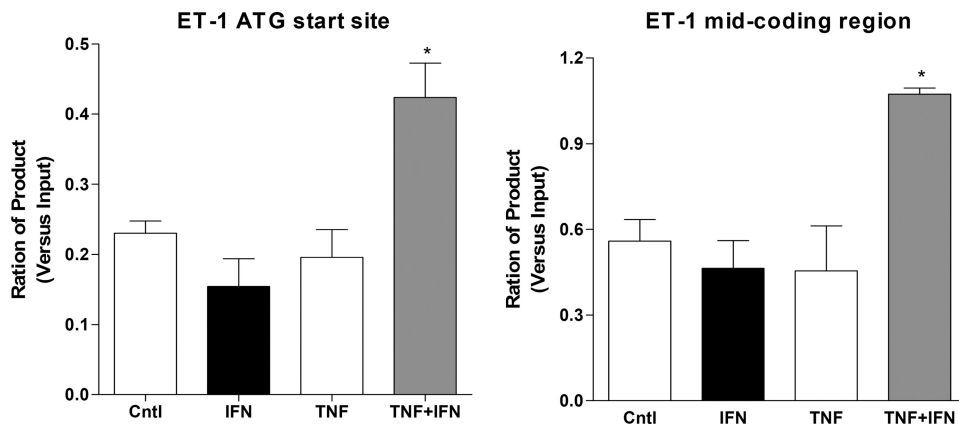 ET-1 ATG start site
Ration of Product
(Versus Input)
0.5
0.4
0.3
0.2
0.1
0.0
*
Cntl IFN TNF TNF+IFN
ET-1 mid-coding region
Ration of Product
(Versus Input)
1.2
0.9
0.6
0.3
0.0
*
Cntl IFN TNF TNF+IFN